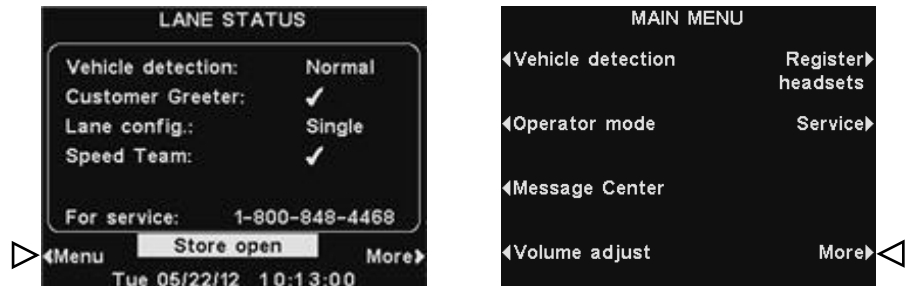 LANE STATUS
Vehicle detection: Normal
Customer Greeter: ✓
Lane config.: Single
Speed Team: ✓
For service: 1-800-848-4468
Store open
Menu More
Tue 05/22/12 10:13:00
MAIN MENU
Vehicle detection Register
headsets
Operator mode Service
Message Center
Volume adjust More